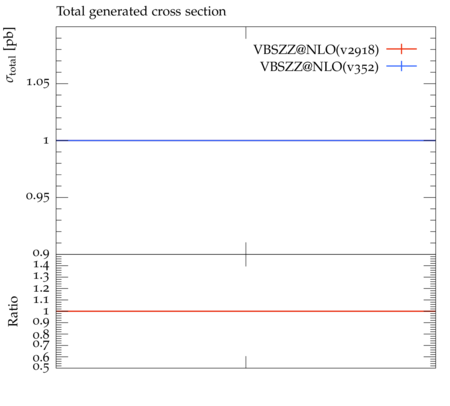 Total generated cross section
σtotal [pb]
VBSZZ@NLO(v2918)
VBSZZ@NLO(v352)
1.05
1
0.95
0.9
Ratio
1.4
1.3
1.2
1.1
1
0.9
0.8
0.7
0.6
0.5